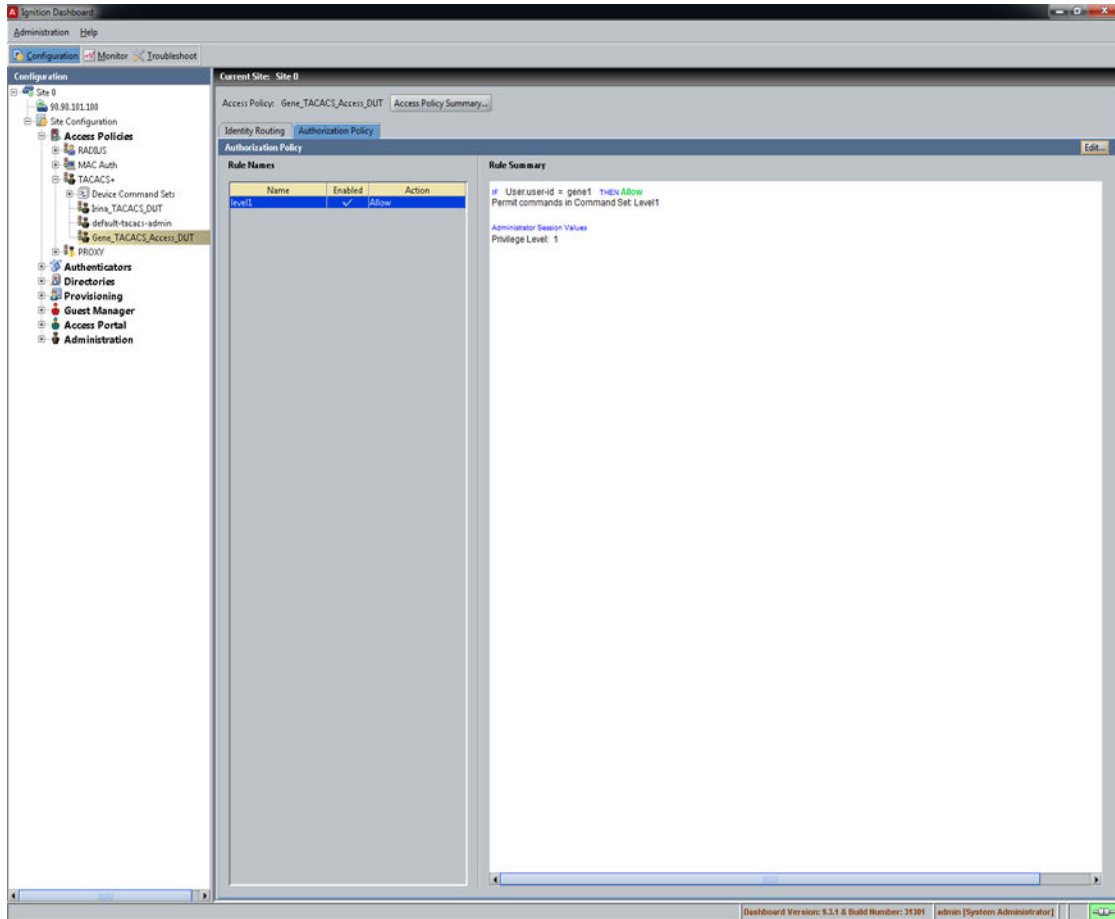 Ignition Dashboard
Administration Help
Configuration Monitor Troubleshoot
Configuration
Site 0
90.90.101.100
Site Configuration
Access Policies
RADIUS
MAC Auth
TACACS+
Device Command Sets
Irina_TACACS_DUT
default-tacacs-admin
Gene_TACACS_Access_DUT
PROXY
Authenticators
Directories
Provisioning
Guest Manager
Access Portal
Administration
Current Site: Site 0
Access Policy: Gene_TACACS_Access_DUT Access Policy Summary...
Identity Routing Authorization Policy
Authorization Policy Edit...
Rule Names
Name Enabled Action
level1 Allow
Rule Summary
IF User.user-id = gene1 THEN Allow
Permit commands in Command Set: Level1
Administrator Session Values
Privilege Level: 1
Dashboard Version: 9.3.1 & Build Number: 31301 admin [System Administrator]